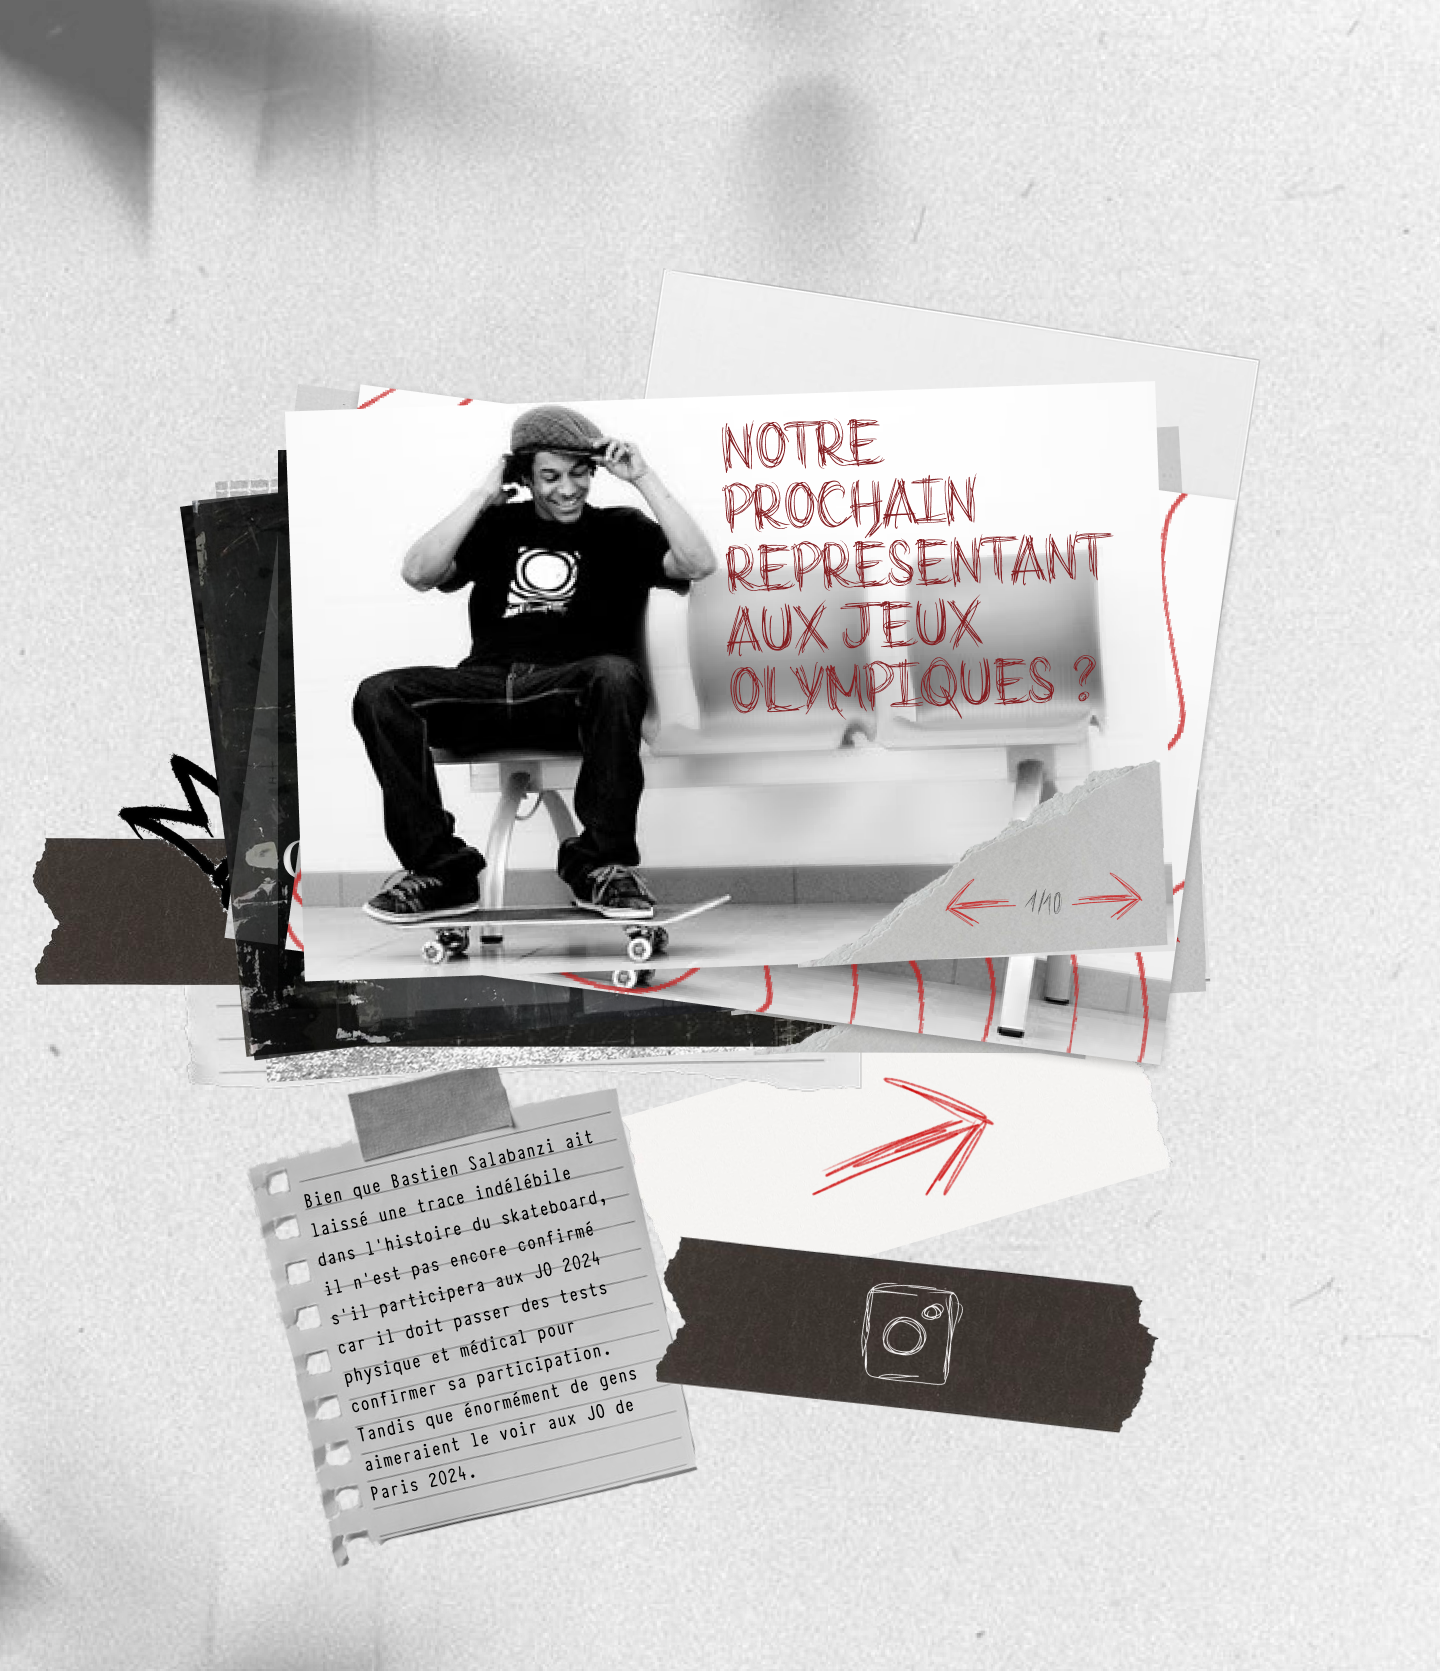 NOTRE
PROCHAIN
REPRÉSENTANT
AUX JEUX
OLYMPIQUES ?
1/10
Bien que Bastien Salabanzi ait
laissé une trace indélébile
dans l'histoire du skateboard,
il n'est pas encore confirmé
s'il participera aux JO 2024
car il doit passer des tests
physique et médical pour
confirmer sa participation.
Tandis que énormément de gens
aimeraient le voir aux JO de
Paris 2024.